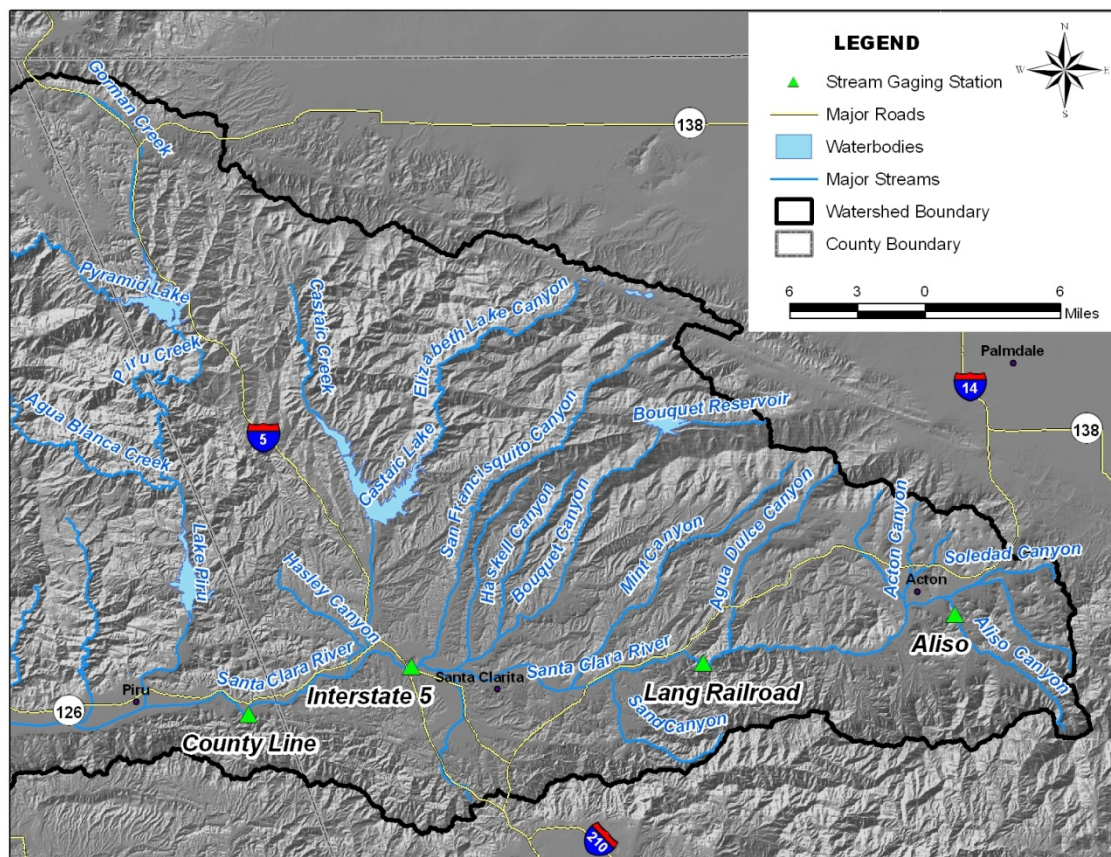 LEGEND
Stream Gaging Station
Major Roads
Waterbodies
Major Streams
Watershed Boundary
County Boundary
6 3 0 6
Miles
N
W E
S
Gorman Creek
138
Pyramid Lake
Piru Creek
Castaic Creek
Elizabeth Lake Canyon
Palmdale
14
138
Agua Blanca Creek
5
Castaic Lake
San Francisquito Canyon
Bouquet Reservoir
Haskell Canyon
Bouquet Canyon
Mint Canyon
Agua Dulce Canyon
Acton Canyon
Soledad Canyon
Lake Piru
Hasley Canyon
Acton
Aliso
Aliso Canyon
Santa Clara River
Santa Clara River
Santa Clarita
Interstate 5
Lang Railroad
Sand Canyon
Piru
126
County Line
210